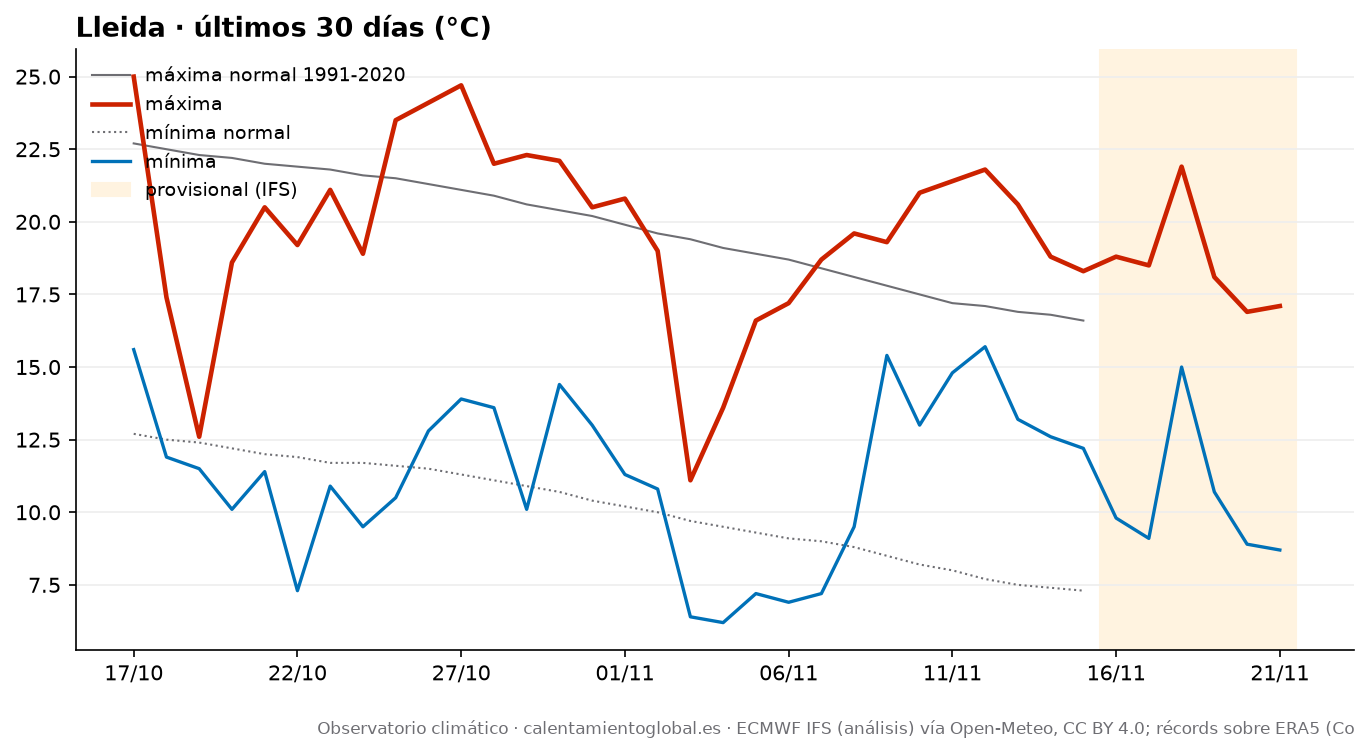 Lleida · últimos 30 días (°C)
máxima normal 1991-2020
máxima
mínima normal
mínima
provisional (IFS)
25.0
22.5
20.0
17.5
15.0
12.5
10.0
7.5
17/10
22/10
27/10
01/11
06/11
11/11
16/11
21/11
Observatorio climático · calentamientoglobal.es · ECMWF IFS (análisis) vía Open-Meteo, CC BY 4.0; récords sobre ERA5 (Co